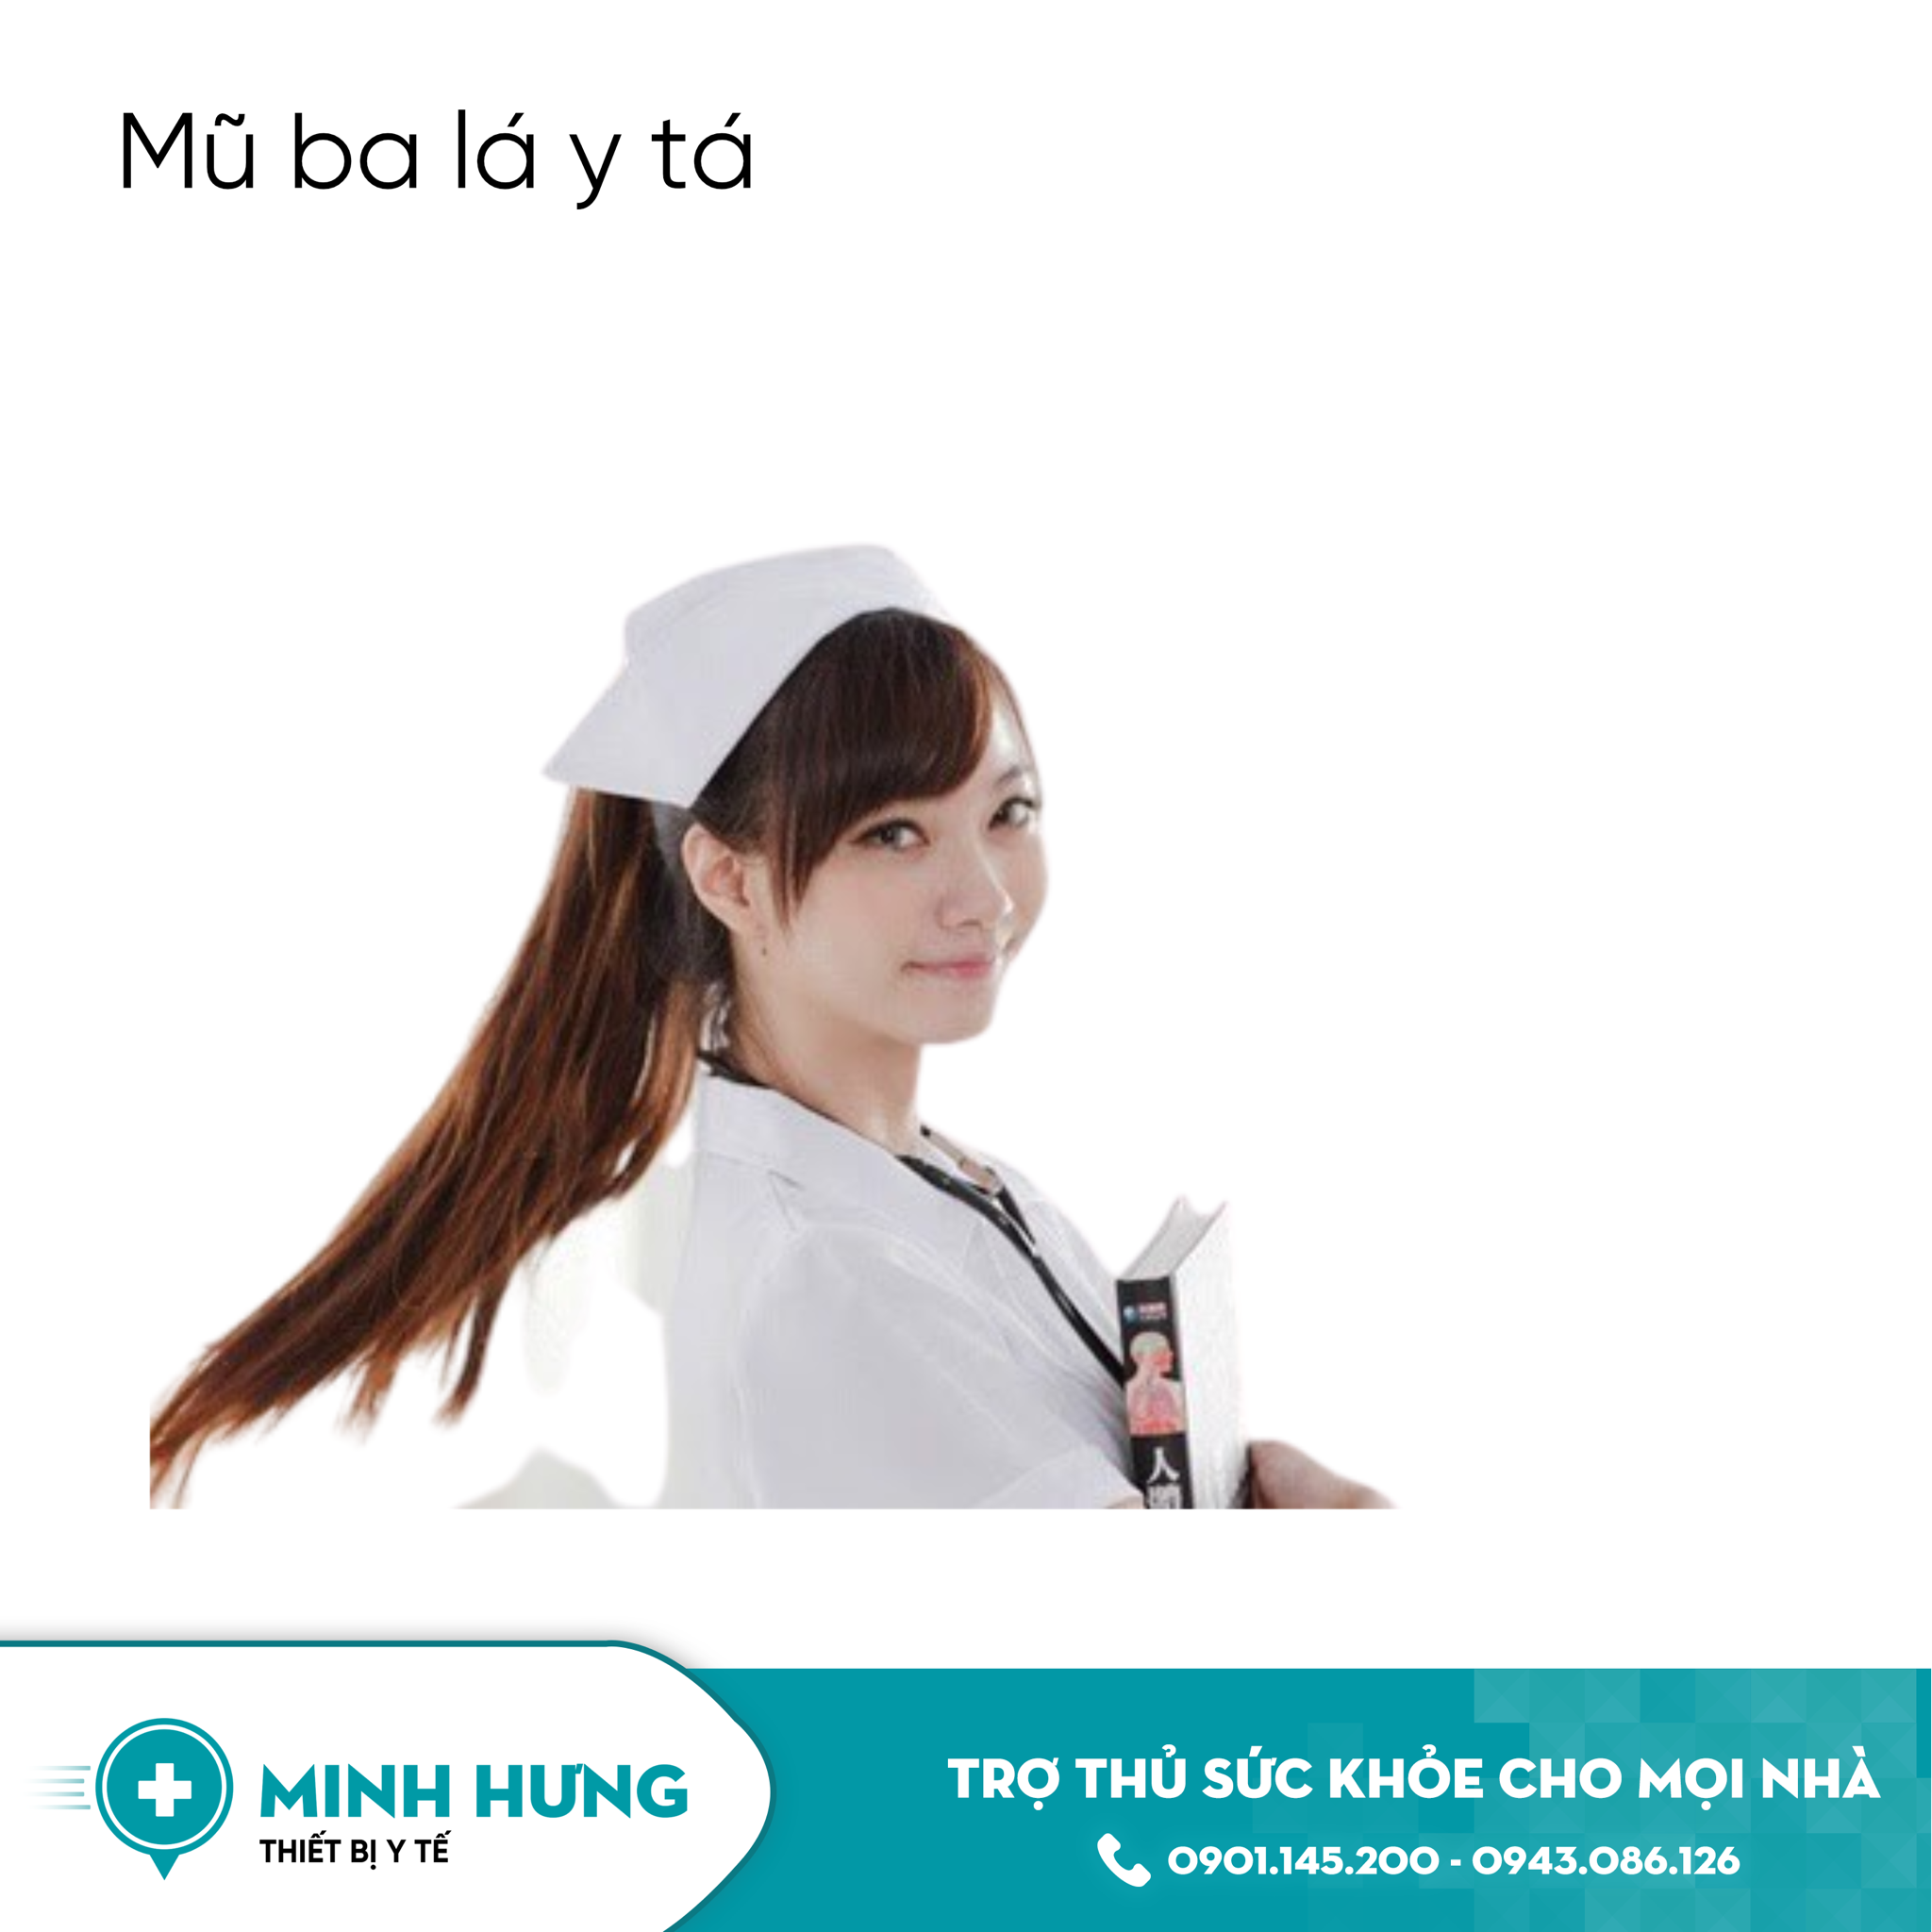 Mũ ba lá y tá
人
MINH HƯNG
THIẾT BỊ Y TẾ
TRỢ THỦ SỨC KHỎE CHO MỌI NHÀ
0901.145.200 - 0943.086.126